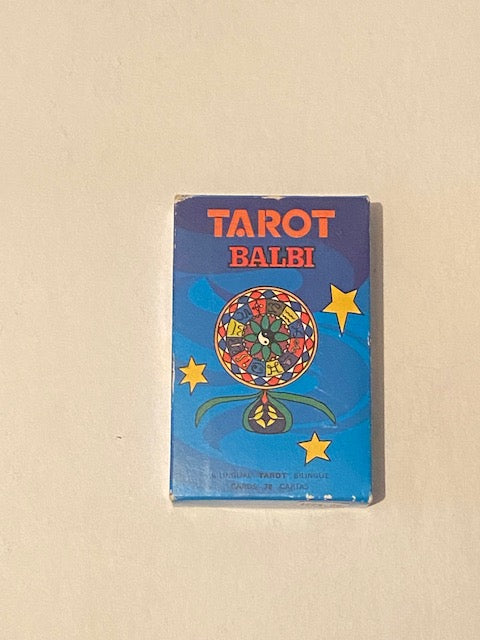 TAROT
BALBI
BILINGUAL "TAROT" BILINGUE
CARDS 78 CARTAS